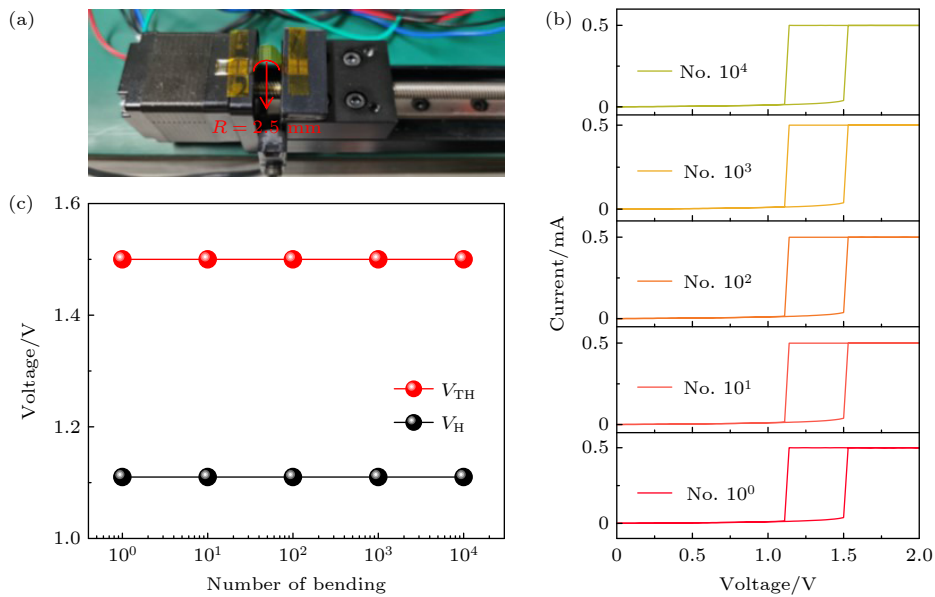 (a)
R = 2.5 mm
(b)
0.5
0
No. 10⁴
0.5
0
No. 10³
0.5
0
No. 10²
0.5
0
No. 10¹
0.5
0
No. 10⁰
Current/mA
0 0.5 1.0 1.5 2.0
Voltage/V
(c)
1.6
1.4
1.2
1.0
Voltage/V
V_TH
V_H
10⁰ 10¹ 10² 10³ 10⁴
Number of bending